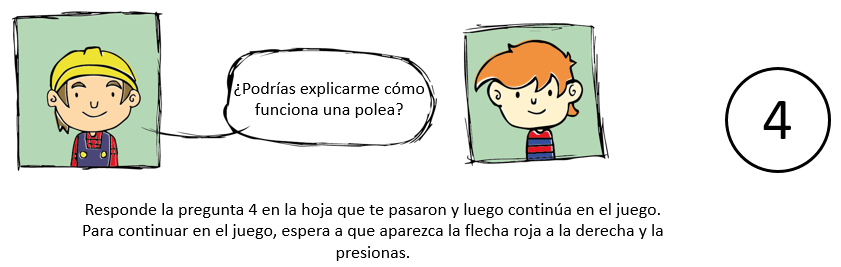 ¿Podrías explicarme cómo
funciona una polea?
4
Responde la pregunta 4 en la hoja que te pasaron y luego continúa en el juego.
Para continuar en el juego, espera a que aparezca la flecha roja a la derecha y la
presionas.